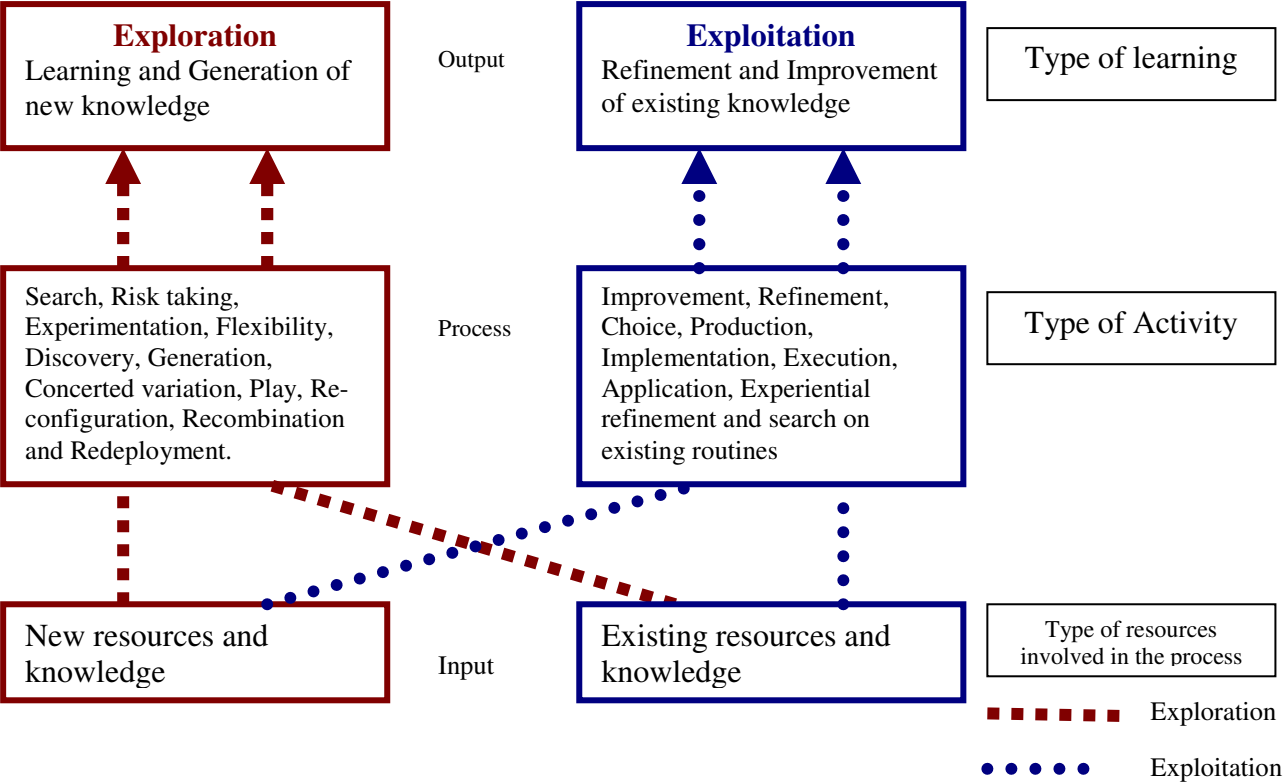 Exploration
Learning and Generation of
new knowledge
Output
Exploitation
Refinement and Improvement
of existing knowledge
Type of learning
Search, Risk taking,
Experimentation, Flexibility,
Discovery, Generation,
Concerted variation, Play, Re-
configuration, Recombination
and Redeployment.
Process
Improvement, Refinement,
Choice, Production,
Implementation, Execution,
Application, Experiential
refinement and search on
existing routines
Type of Activity
New resources and
knowledge
Input
Existing resources and
knowledge
Type of resources
involved in the process
Exploration
Exploitation